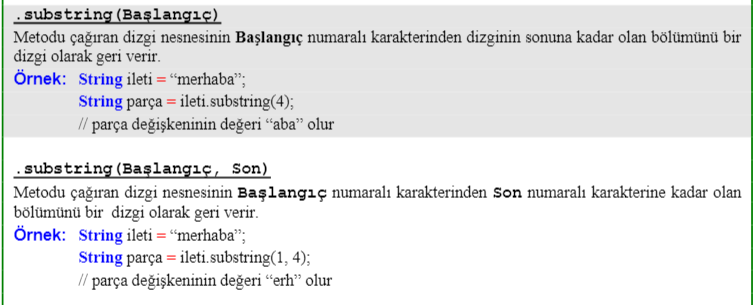 .substring(Başlangıç)
Metodu çağıran dizgi nesnesinin Başlangıç numaralı karakterinden dizginin sonuna kadar olan bölümünü bir
dizgi olarak geri verir.
Örnek: String ileti = “merhaba”;
String parça = ileti.substring(4);
// parça değişkeninin değeri “aba” olur
.substring(Başlangıç, Son)
Metodu çağıran dizgi nesnesinin Başlangıç numaralı karakterinden Son numaralı karakterine kadar olan
bölümünü bir dizgi olarak geri verir.
Örnek: String ileti = “merhaba”;
String parça = ileti.substring(1, 4);
// parça değişkeninin değeri “erh” olur